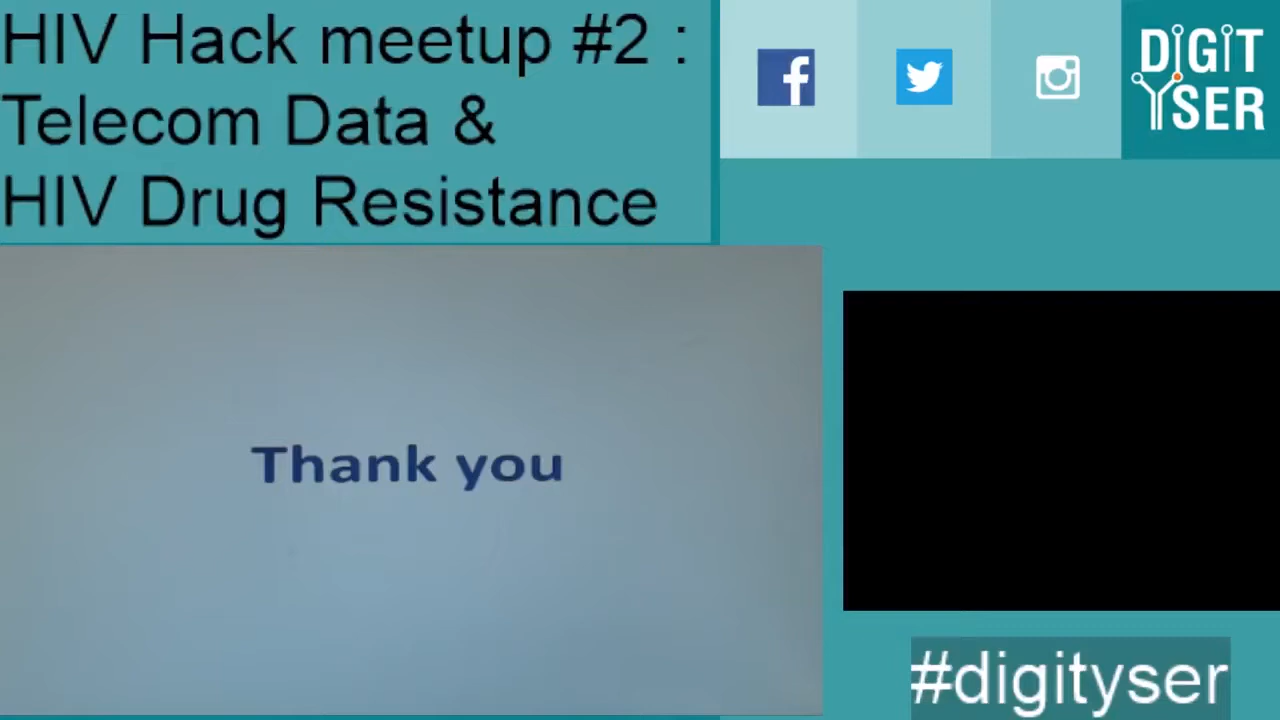 HIV Hack meetup #2 :
Telecom Data &
HIV Drug Resistance
DIGIT
YSER
Thank you
#digityser